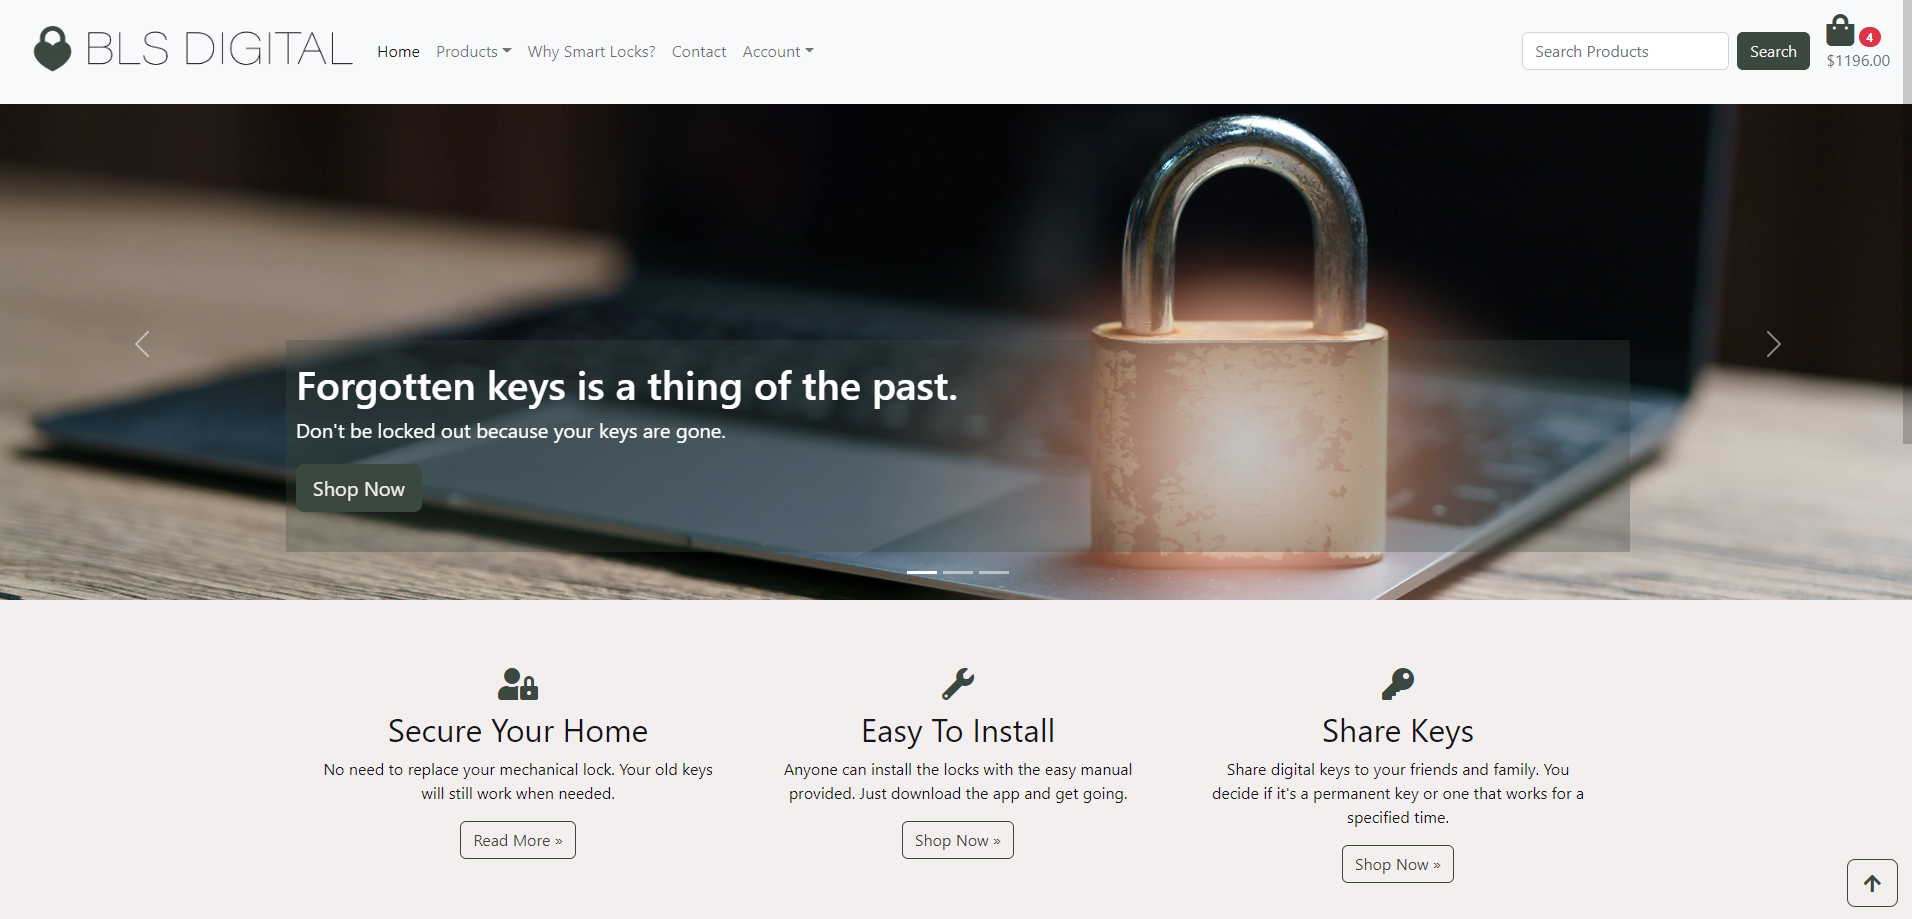 BLS DIGITAL
Home Products Why Smart Locks? Contact Account
Search Products
Search
4
$1196.00
Forgotten keys is a thing of the past.
Don't be locked out because your keys are gone.
Shop Now
Secure Your Home
No need to replace your mechanical lock. Your old keys
will still work when needed.
Read More »
Easy To Install
Anyone can install the locks with the easy manual
provided. Just download the app and get going.
Shop Now »
Share Keys
Share digital keys to your friends and family. You
decide if it's a permanent key or one that works for a
specified time.
Shop Now »